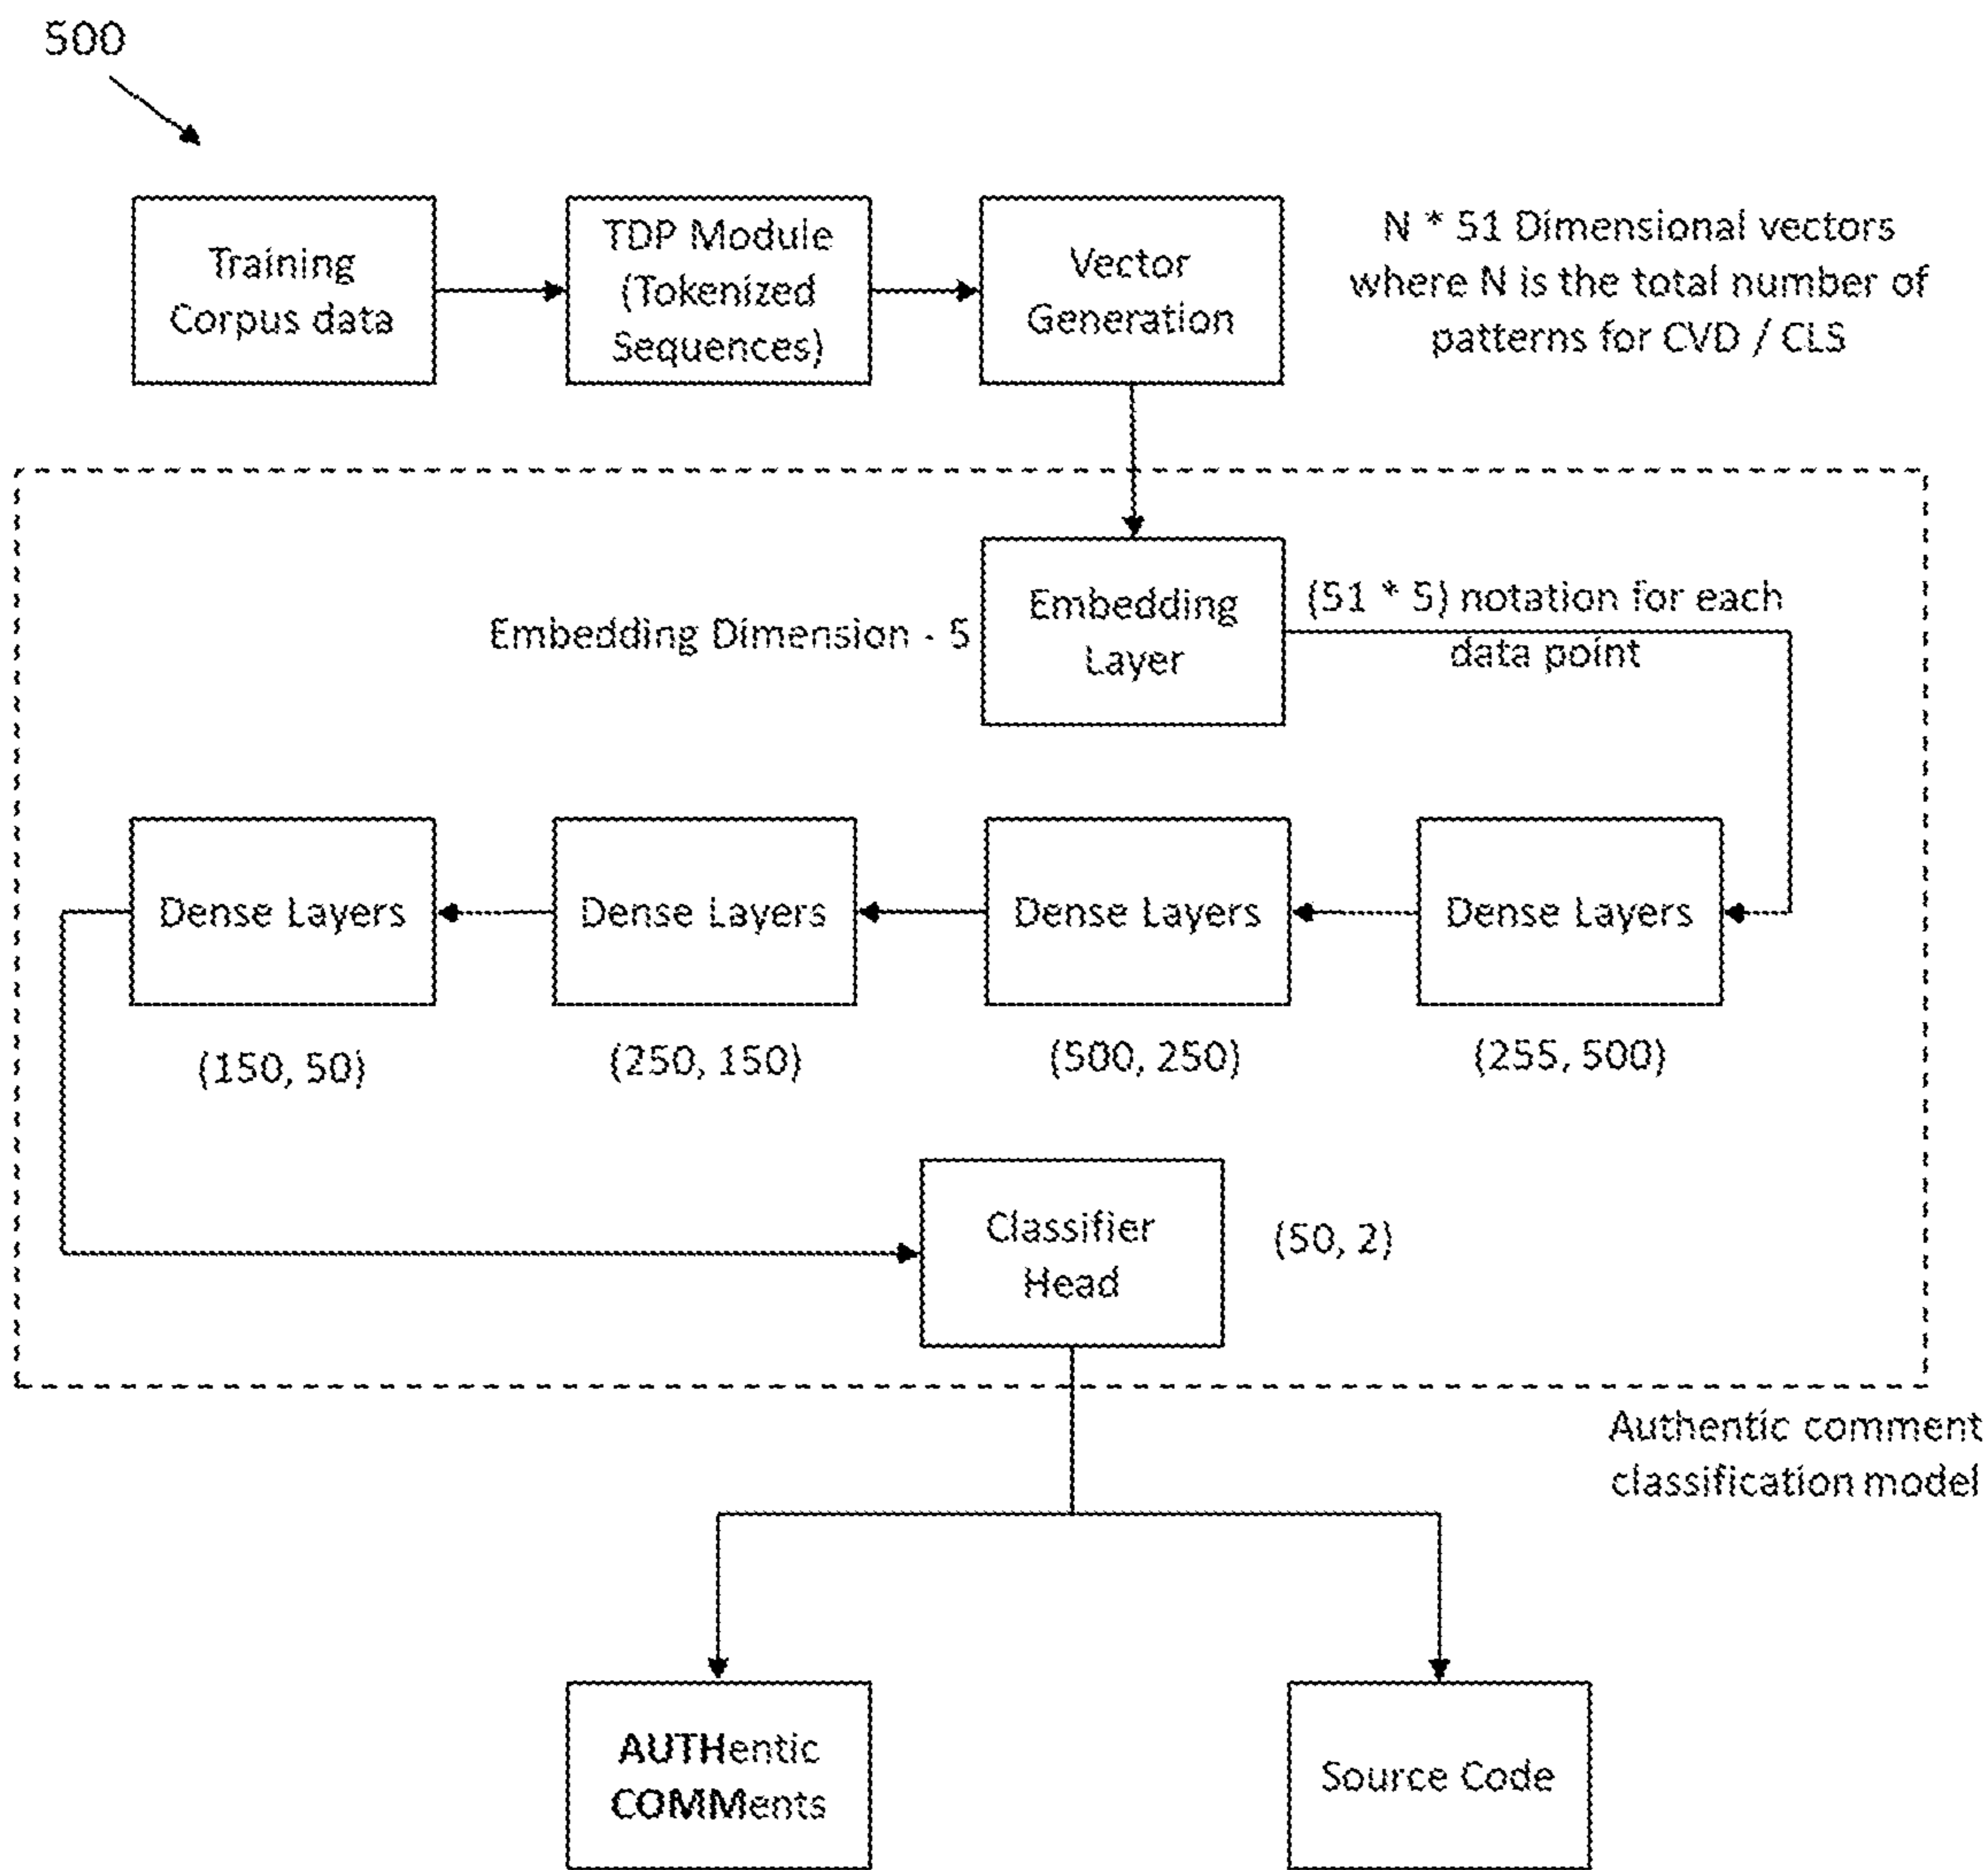 500
Training
Corpus data
TDP Module
(Tokenized
Sequences)
Vector
Generation
N * 51 Dimensional vectors
where N is the total number of
patterns for CVD / CLS
Embedding Dimension - 5
Embedding
Layer
(51 * 5) notation for each
data point
Dense Layers
Dense Layers
Dense Layers
Dense Layers
(150, 50)
(250, 150)
(500, 250)
(255, 500)
Classifier
Head
(50, 2)
Authentic comment
classification model
AUTHentic
COMMents
Source Code